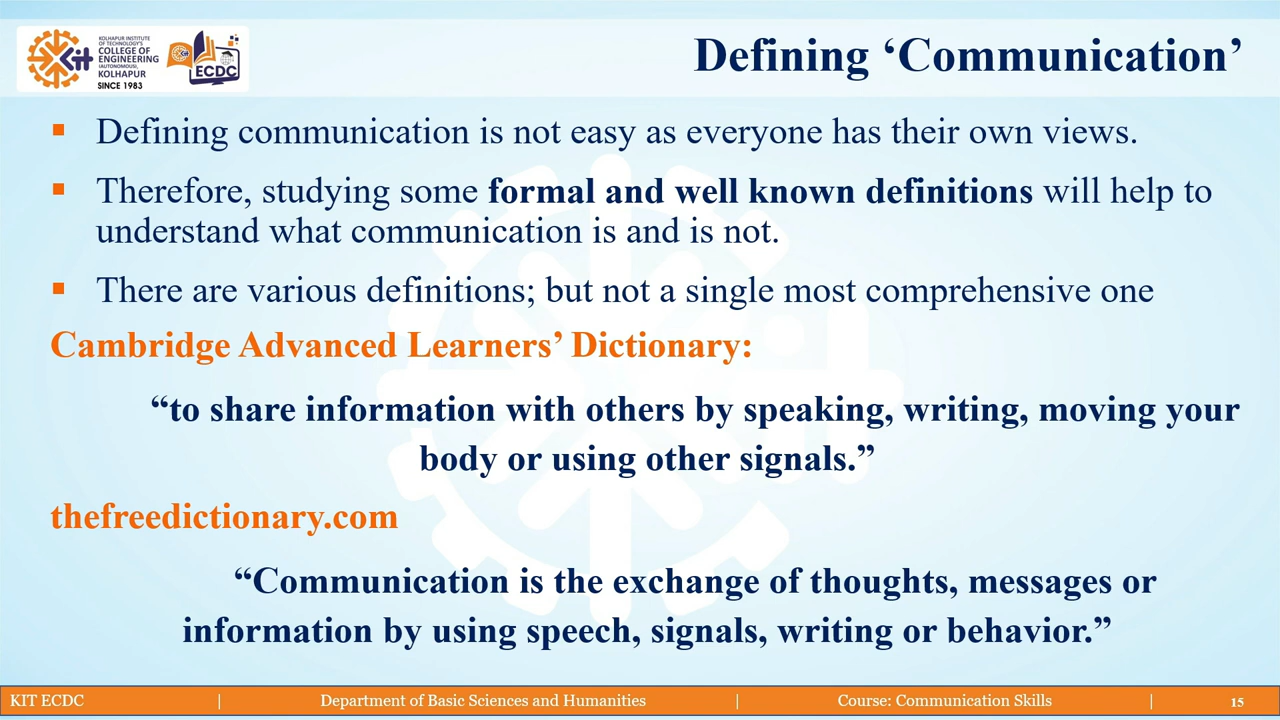 KOLHAPUR INSTITUTE
OF TECHNOLOGY'S
COLLEGE OF
ENGINEERING
(AUTONOMOUS),
KOLHAPUR
SINCE 1983
Kit
ECDC
Defining ‘Communication’
▪ Defining communication is not easy as everyone has their own views.
▪ Therefore, studying some formal and well known definitions will help to
understand what communication is and is not.
▪ There are various definitions; but not a single most comprehensive one
Cambridge Advanced Learners’ Dictionary:
“to share information with others by speaking, writing, moving your
body or using other signals.”
thefreedictionary.com
“Communication is the exchange of thoughts, messages or
information by using speech, signals, writing or behavior.”
KIT ECDC | Department of Basic Sciences and Humanities | Course: Communication Skills | 15